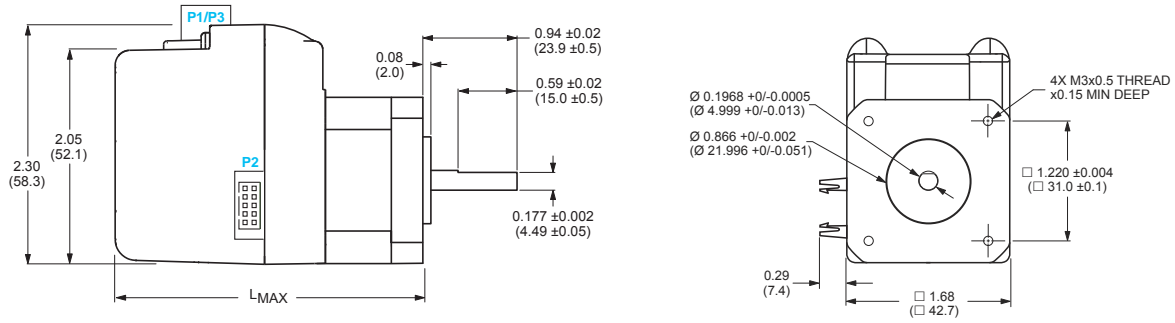 P1/P3
0.94 ±0.02
(23.9 ±0.5)
0.08
(2.0)
0.59 ±0.02
(15.0 ±0.5)
2.05
(52.1)
2.30
(58.3)
P2
0.177 ±0.002
(4.49 ±0.05)
LMAX
Ø 0.1968 +0/-0.0005
(Ø 4.999 +0/-0.013)
Ø 0.866 +0/-0.002
(Ø 21.996 +0/-0.051)
4X M3x0.5 THREAD
x0.15 MIN DEEP
□ 1.220 ±0.004
(□ 31.0 ±0.1)
0.29
(7.4)
□ 1.68
(□ 42.7)